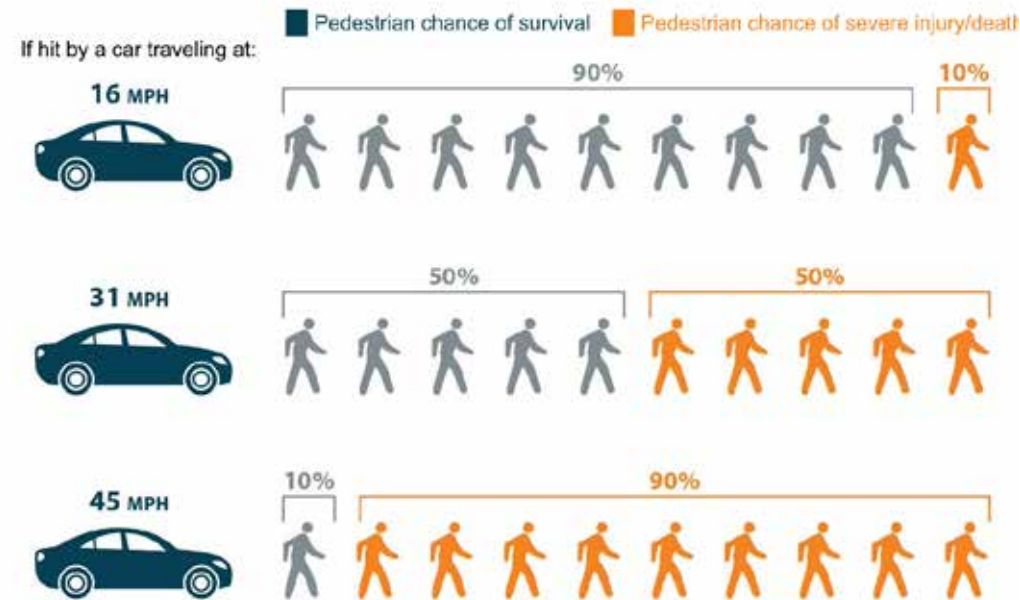 Pedestrian chance of survival
Pedestrian chance of severe injury/death
If hit by a car traveling at:
16 MPH
90%
10%
31 MPH
50%
50%
45 MPH
10%
90%